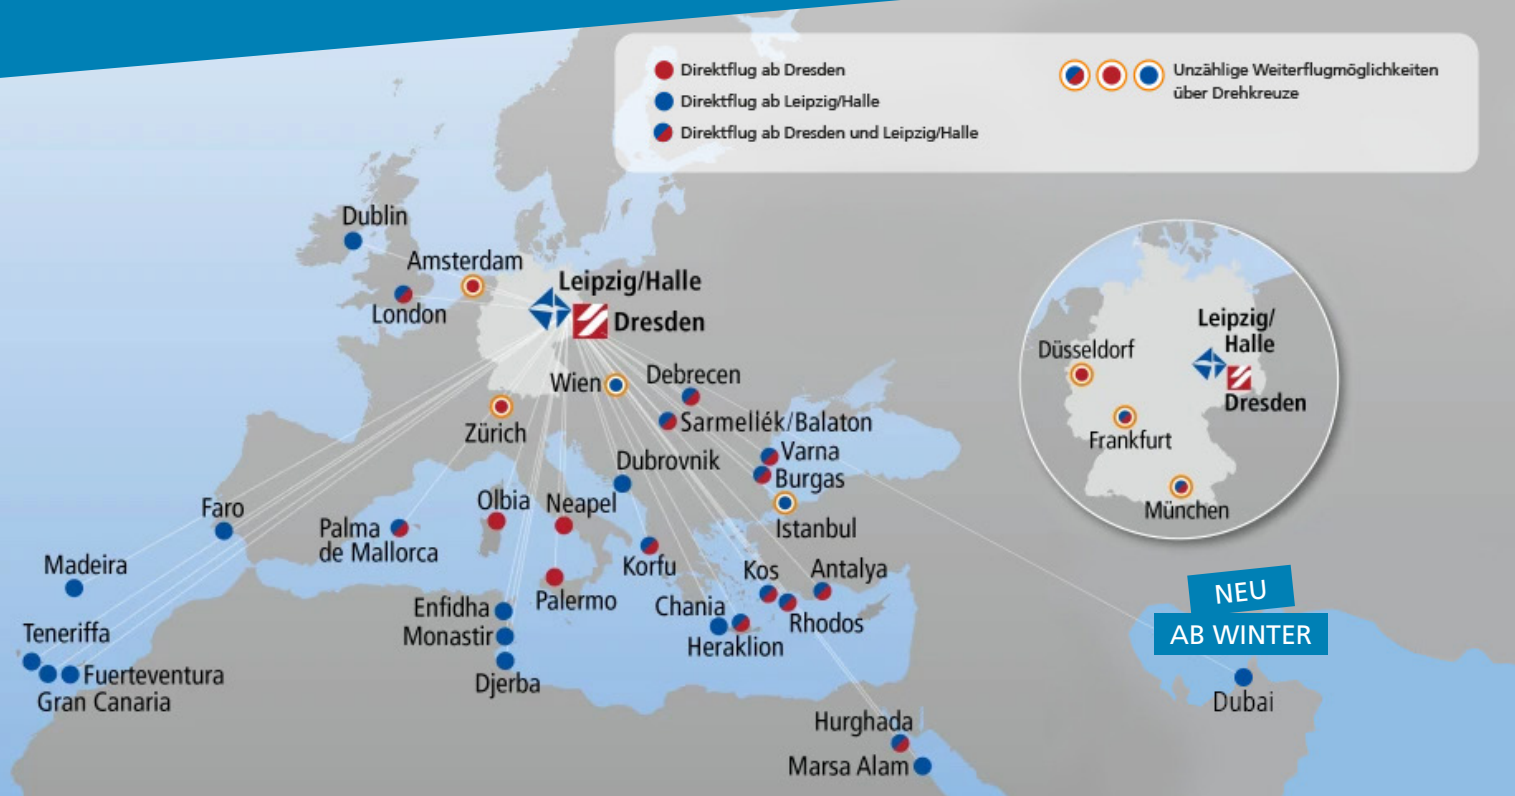 Direktflug ab Dresden
Direktflug ab Leipzig/Halle
Direktflug ab Dresden und Leipzig/Halle
Unzählige Weiterflugmöglichkeiten
über Drehkreuze
Dublin
Amsterdam
London
Leipzig/Halle
Dresden
Wien
Debrecen
Zürich
Sarmellék/Balaton
Varna
Burgas
Dubrovnik
Istanbul
Olbia
Neapel
Faro
Palma
de Mallorca
Korfu
Kos
Antalya
Madeira
Palermo
Enfidha
Monastir
Chania
Rhodos
Heraklion
Teneriffa
Fuerteventura
Gran Canaria
Djerba
Hurghada
Marsa Alam
Leipzig/
Halle
Düsseldorf
Dresden
Frankfurt
München
NEU
AB WINTER
Dubai